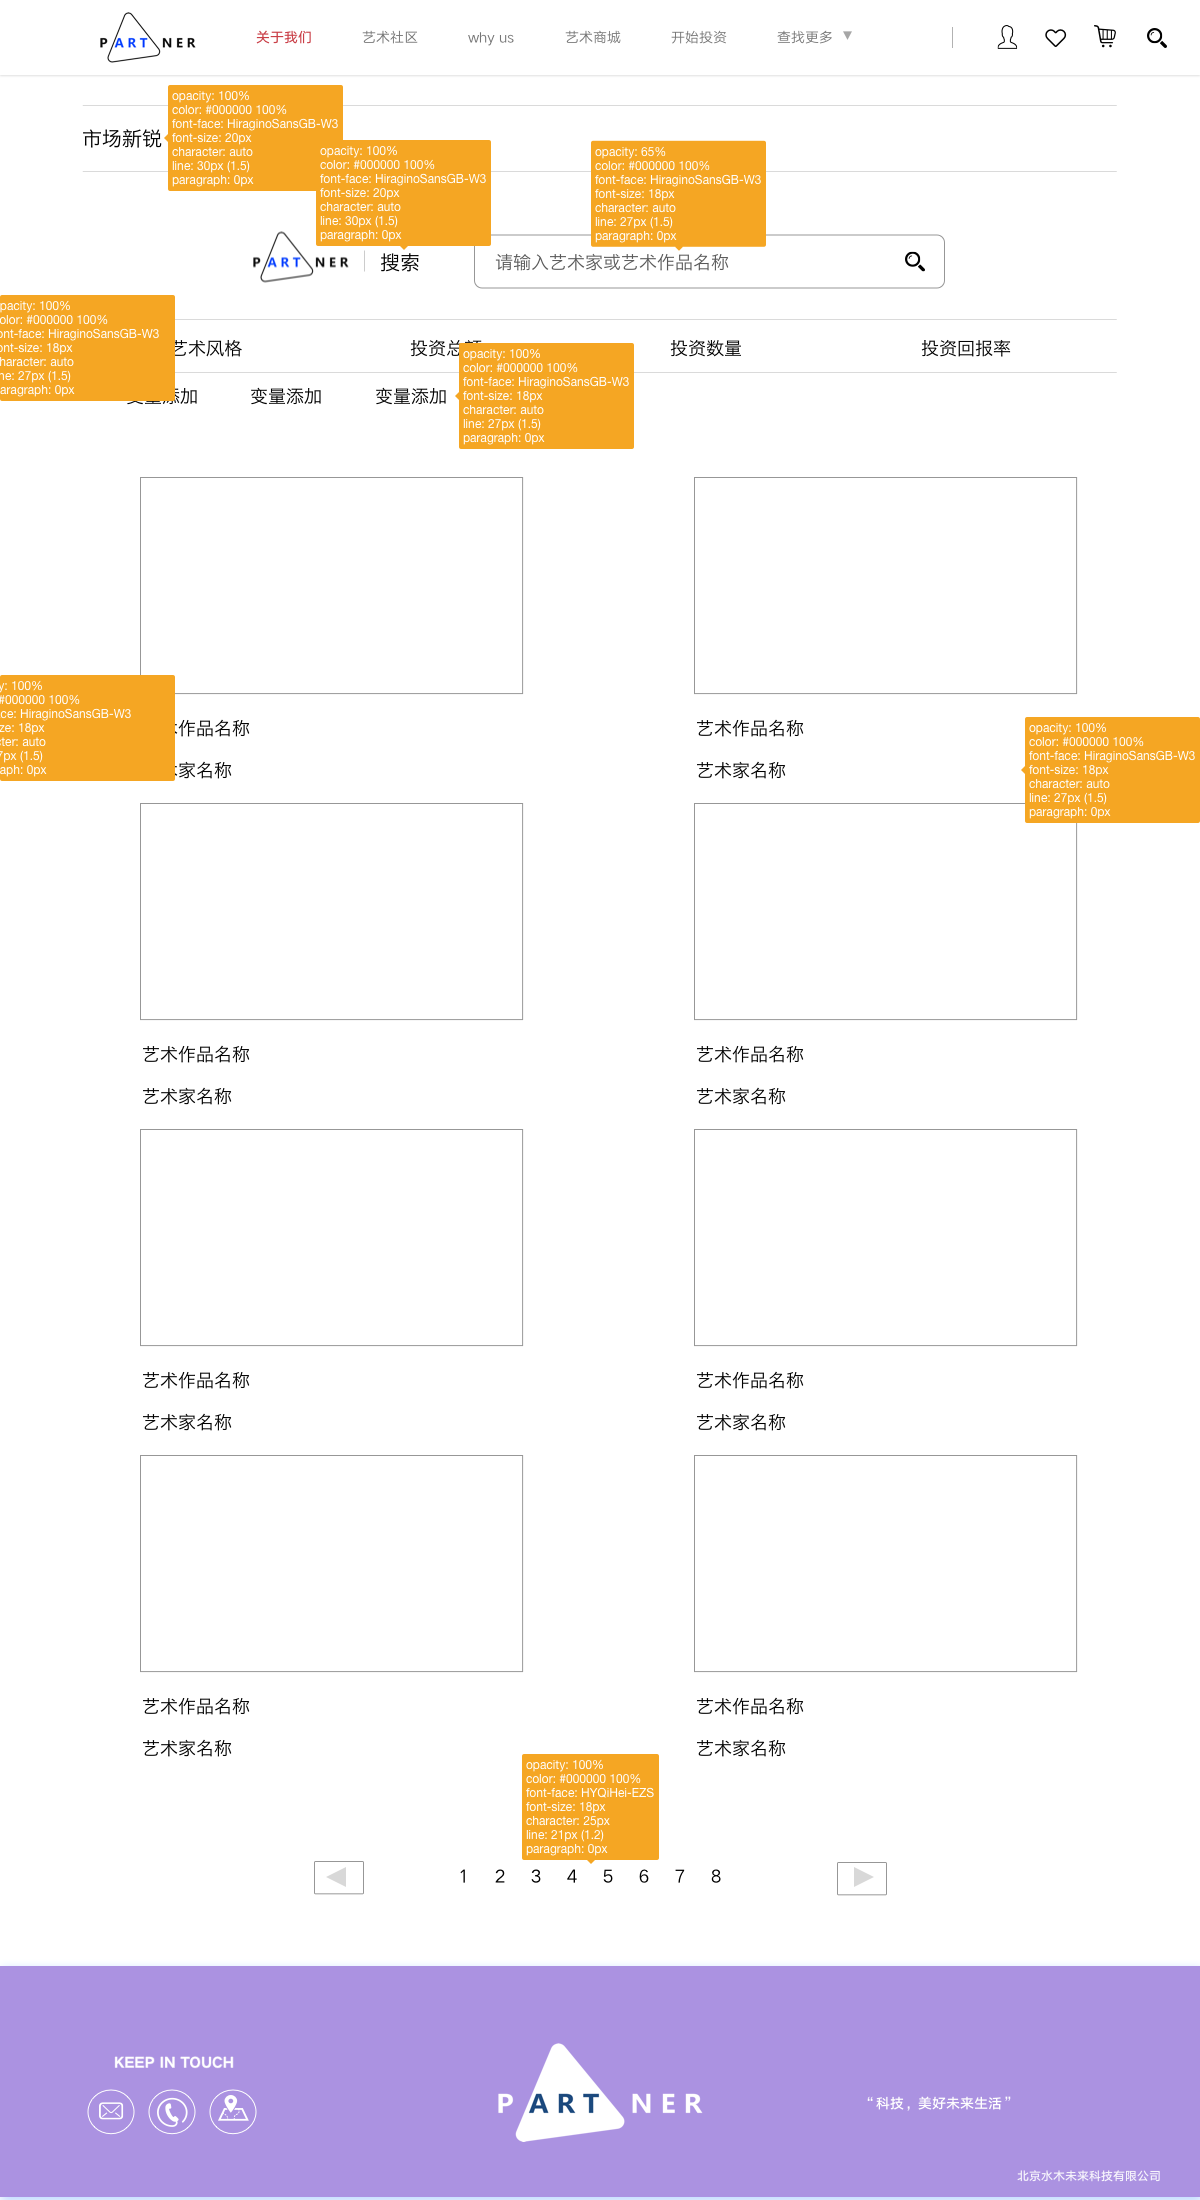 PARTNER
关于我们 艺术社区 why us 艺术商城 开始投资 查找更多 ▼
市场新锐
opacity: 100%
color: #000000 100%
font-face: HiraginoSansGB-W3
font-size: 20px
character: auto
line: 30px (1.5)
paragraph: 0px
opacity: 100%
color: #000000 100%
font-face: HiraginoSansGB-W3
font-size: 20px
character: auto
line: 30px (1.5)
paragraph: 0px
opacity: 65%
color: #000000 100%
font-face: HiraginoSansGB-W3
font-size: 18px
character: auto
line: 27px (1.5)
paragraph: 0px
PARTNER 搜索 请输入艺术家或艺术作品名称
pacity: 100%
olor: #000000 100%
ont-face: HiraginoSansGB-W3
ont-size: 18px
haracter: auto
ne: 27px (1.5)
aragraph: 0px
艺术风格 投资总额 投资数量 投资回报率
变量添加 变量添加 变量添加
opacity: 100%
color: #000000 100%
font-face: HiraginoSansGB-W3
font-size: 18px
character: auto
line: 27px (1.5)
paragraph: 0px
y: 100%
#000000 100%
ce: HiraginoSansGB-W3
ze: 18px
ter: auto
7px (1.5)
aph: 0px
术作品名称 艺术作品名称
术家名称 艺术家名称
opacity: 100%
color: #000000 100%
font-face: HiraginoSansGB-W3
font-size: 18px
character: auto
line: 27px (1.5)
paragraph: 0px
艺术作品名称 艺术作品名称
艺术家名称 艺术家名称
艺术作品名称 艺术作品名称
艺术家名称 艺术家名称
艺术作品名称 艺术作品名称
艺术家名称 艺术家名称
opacity: 100%
color: #000000 100%
font-face: HYQiHei-EZS
font-size: 18px
character: 25px
line: 21px (1.2)
paragraph: 0px
1 2 3 4 5 6 7 8
KEEP IN TOUCH
PARTNER
“科技，美好未来生活”
北京水木未来科技有限公司